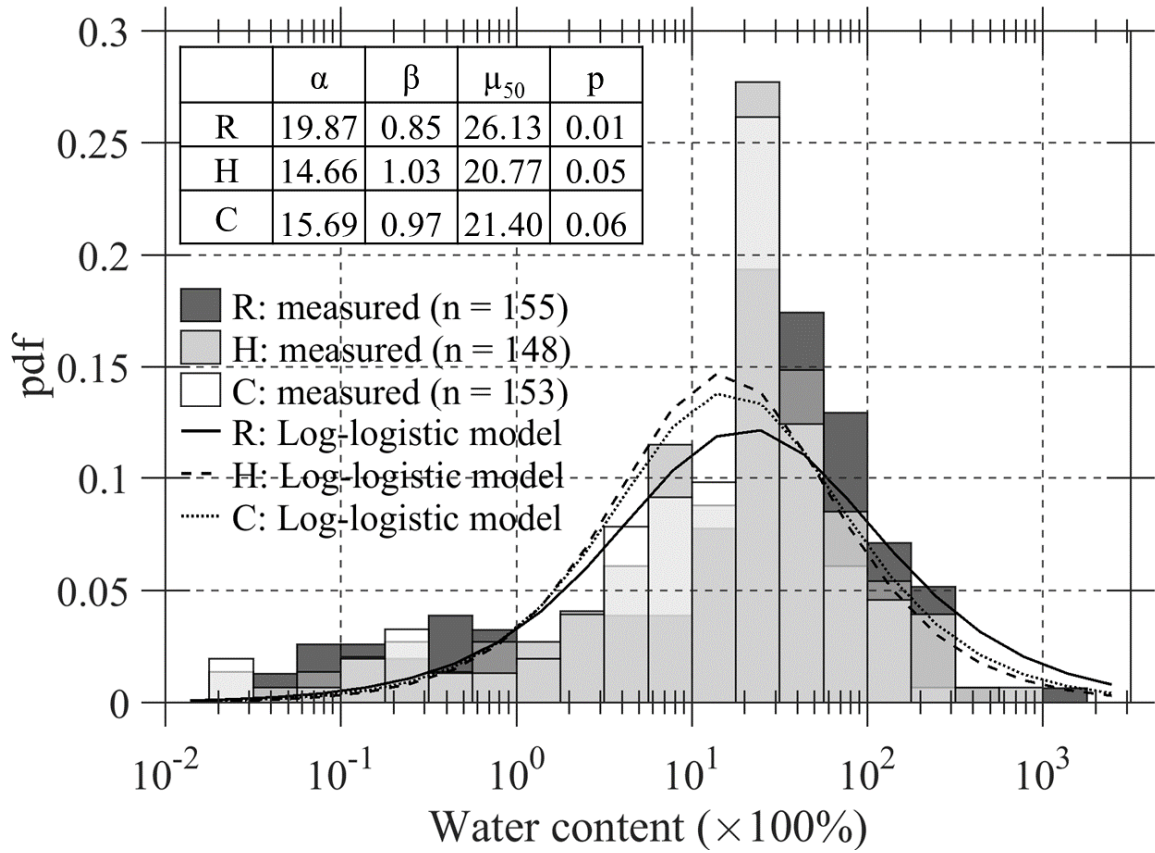 0.3
0.25
0.2
0.15
0.1
0.05
0
pdf
α β μ₅₀ p
R 19.87 0.85 26.13 0.01
H 14.66 1.03 20.77 0.05
C 15.69 0.97 21.40 0.06
R: measured (n = 155)
H: measured (n = 148)
C: measured (n = 153)
R: Log-logistic model
H: Log-logistic model
C: Log-logistic model
10⁻² 10⁻¹ 10⁰ 10¹ 10² 10³
Water content (×100%)